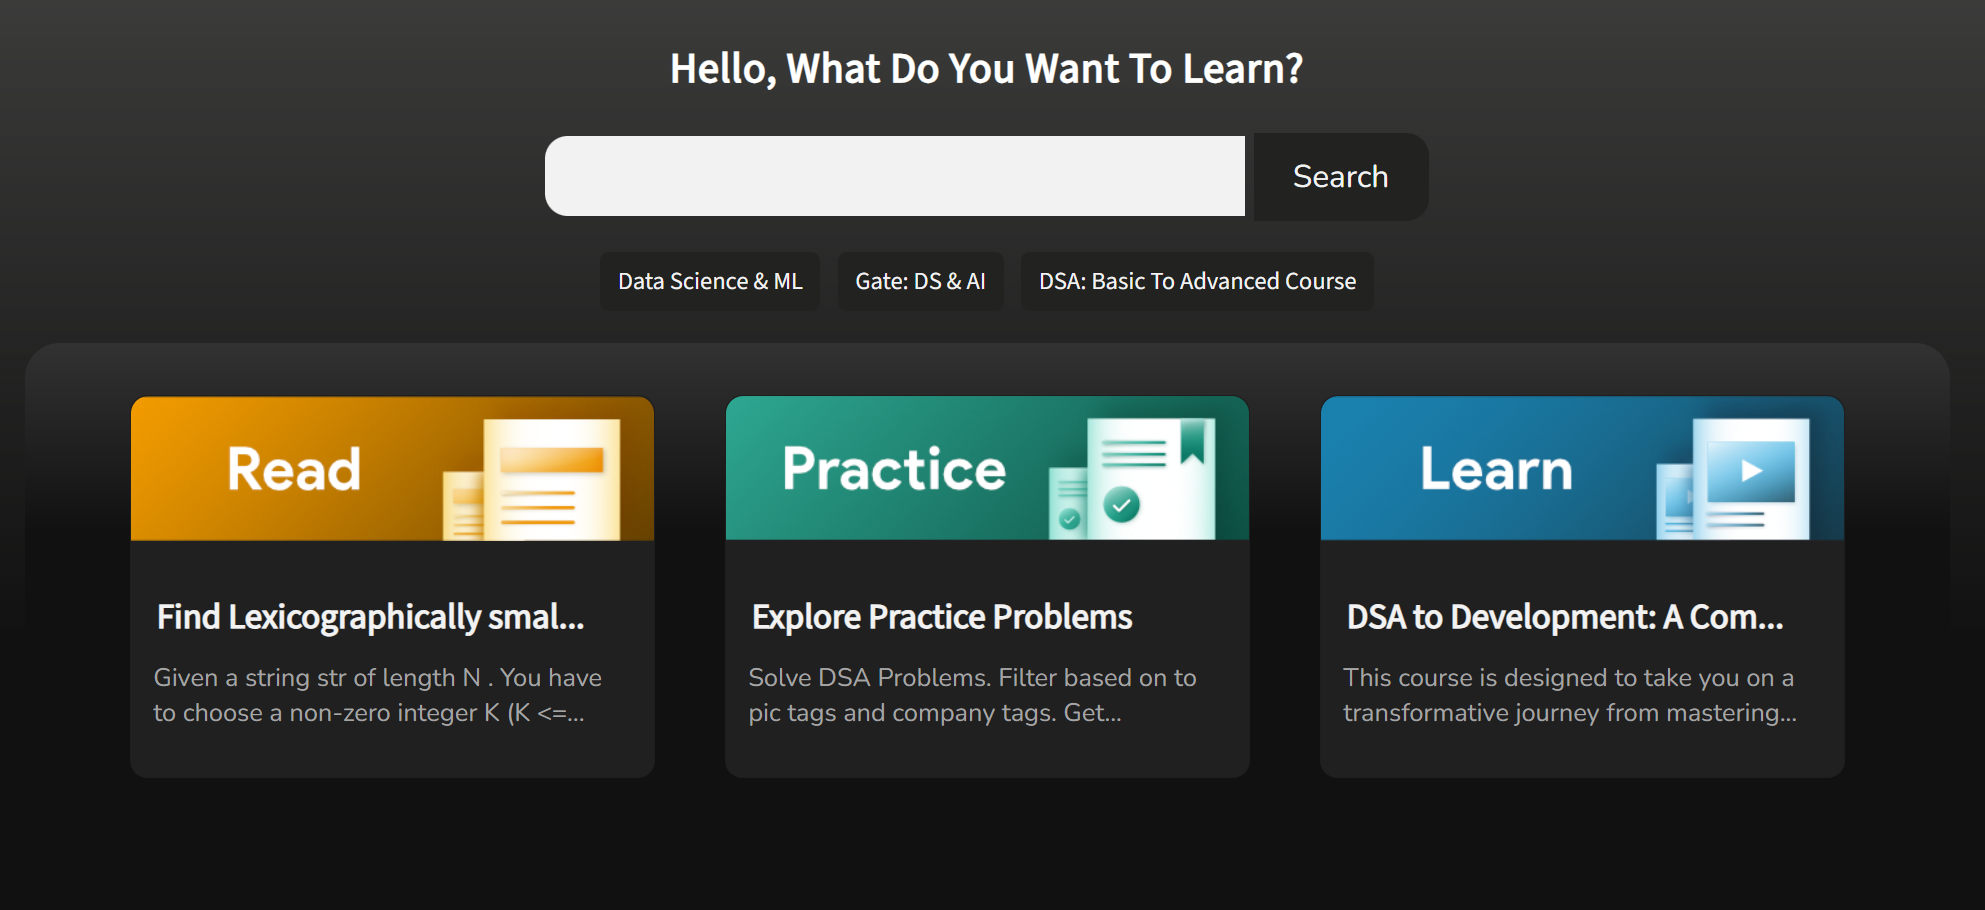 Hello, What Do You Want To Learn?
Search
Data Science & ML
Gate: DS & AI
DSA: Basic To Advanced Course
Read
Find Lexicographically smal...
Given a string str of length N . You have
to choose a non-zero integer K (K <=...
Practice
Explore Practice Problems
Solve DSA Problems. Filter based on to
pic tags and company tags. Get...
Learn
DSA to Development: A Com...
This course is designed to take you on a
transformative journey from mastering...